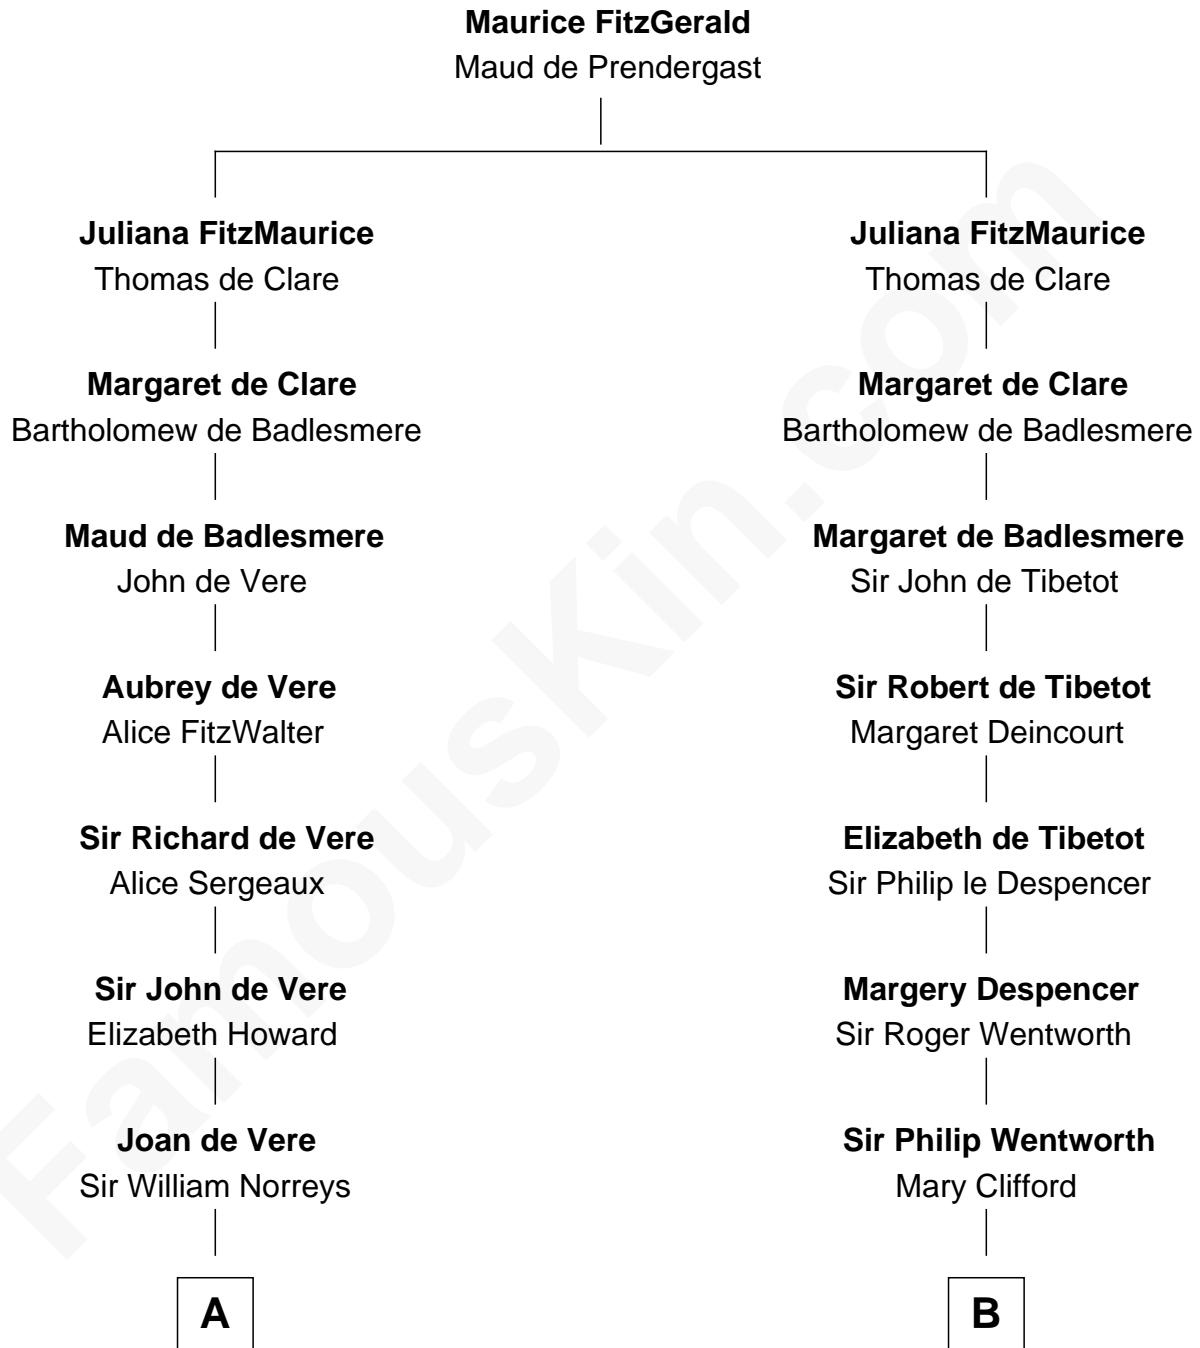 Maurice FitzGerald
Maud de Prendergast
Juliana FitzMaurice
Thomas de Clare
Margaret de Clare
Bartholomew de Badlesmere
Maud de Badlesmere
John de Vere
Aubrey de Vere
Alice FitzWalter
Sir Richard de Vere
Alice Sergeaux
Sir John de Vere
Elizabeth Howard
Joan de Vere
Sir William Norreys
A
Juliana FitzMaurice
Thomas de Clare
Margaret de Clare
Bartholomew de Badlesmere
Margaret de Badlesmere
Sir John de Tibetot
Sir Robert de Tibetot
Margaret Deincourt
Elizabeth de Tibetot
Sir Philip le Despencer
Margery Despencer
Sir Roger Wentworth
Sir Philip Wentworth
Mary Clifford
B
FamousKin.com